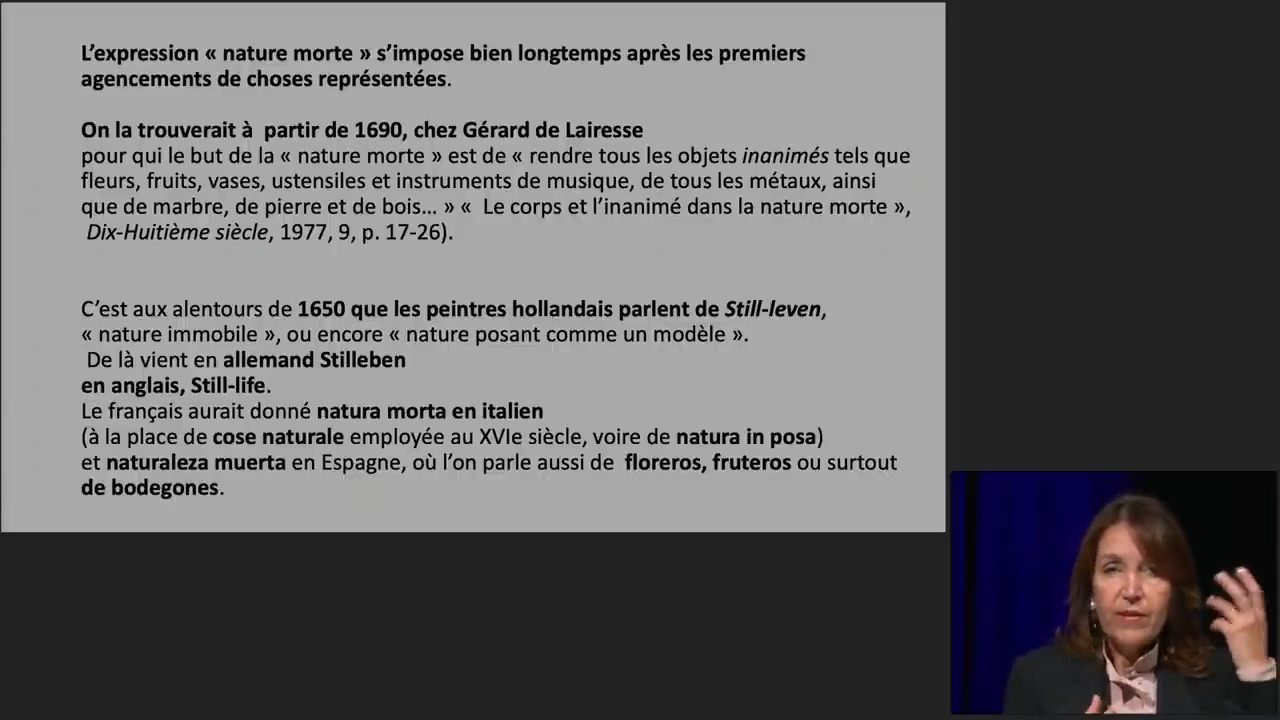 L’expression « nature morte » s’impose bien longtemps après les premiers
agencements de choses représentées.
On la trouverait à partir de 1690, chez Gérard de Lairesse
pour qui le but de la « nature morte » est de « rendre tous les objets inanimés tels que
fleurs, fruits, vases, ustensiles et instruments de musique, de tous les métaux, ainsi
que de marbre, de pierre et de bois… » « Le corps et l’inanimé dans la nature morte »,
Dix-Huitième siècle, 1977, 9, p. 17-26).
C’est aux alentours de 1650 que les peintres hollandais parlent de Still-leven,
« nature immobile », ou encore « nature posant comme un modèle ».
De là vient en allemand Stilleben
en anglais, Still-life.
Le français aurait donné natura morta en italien
(à la place de cose naturale employée au XVIe siècle, voire de natura in posa)
et naturaleza muerta en Espagne, où l’on parle aussi de floreros, fruteros ou surtout
de bodegones.